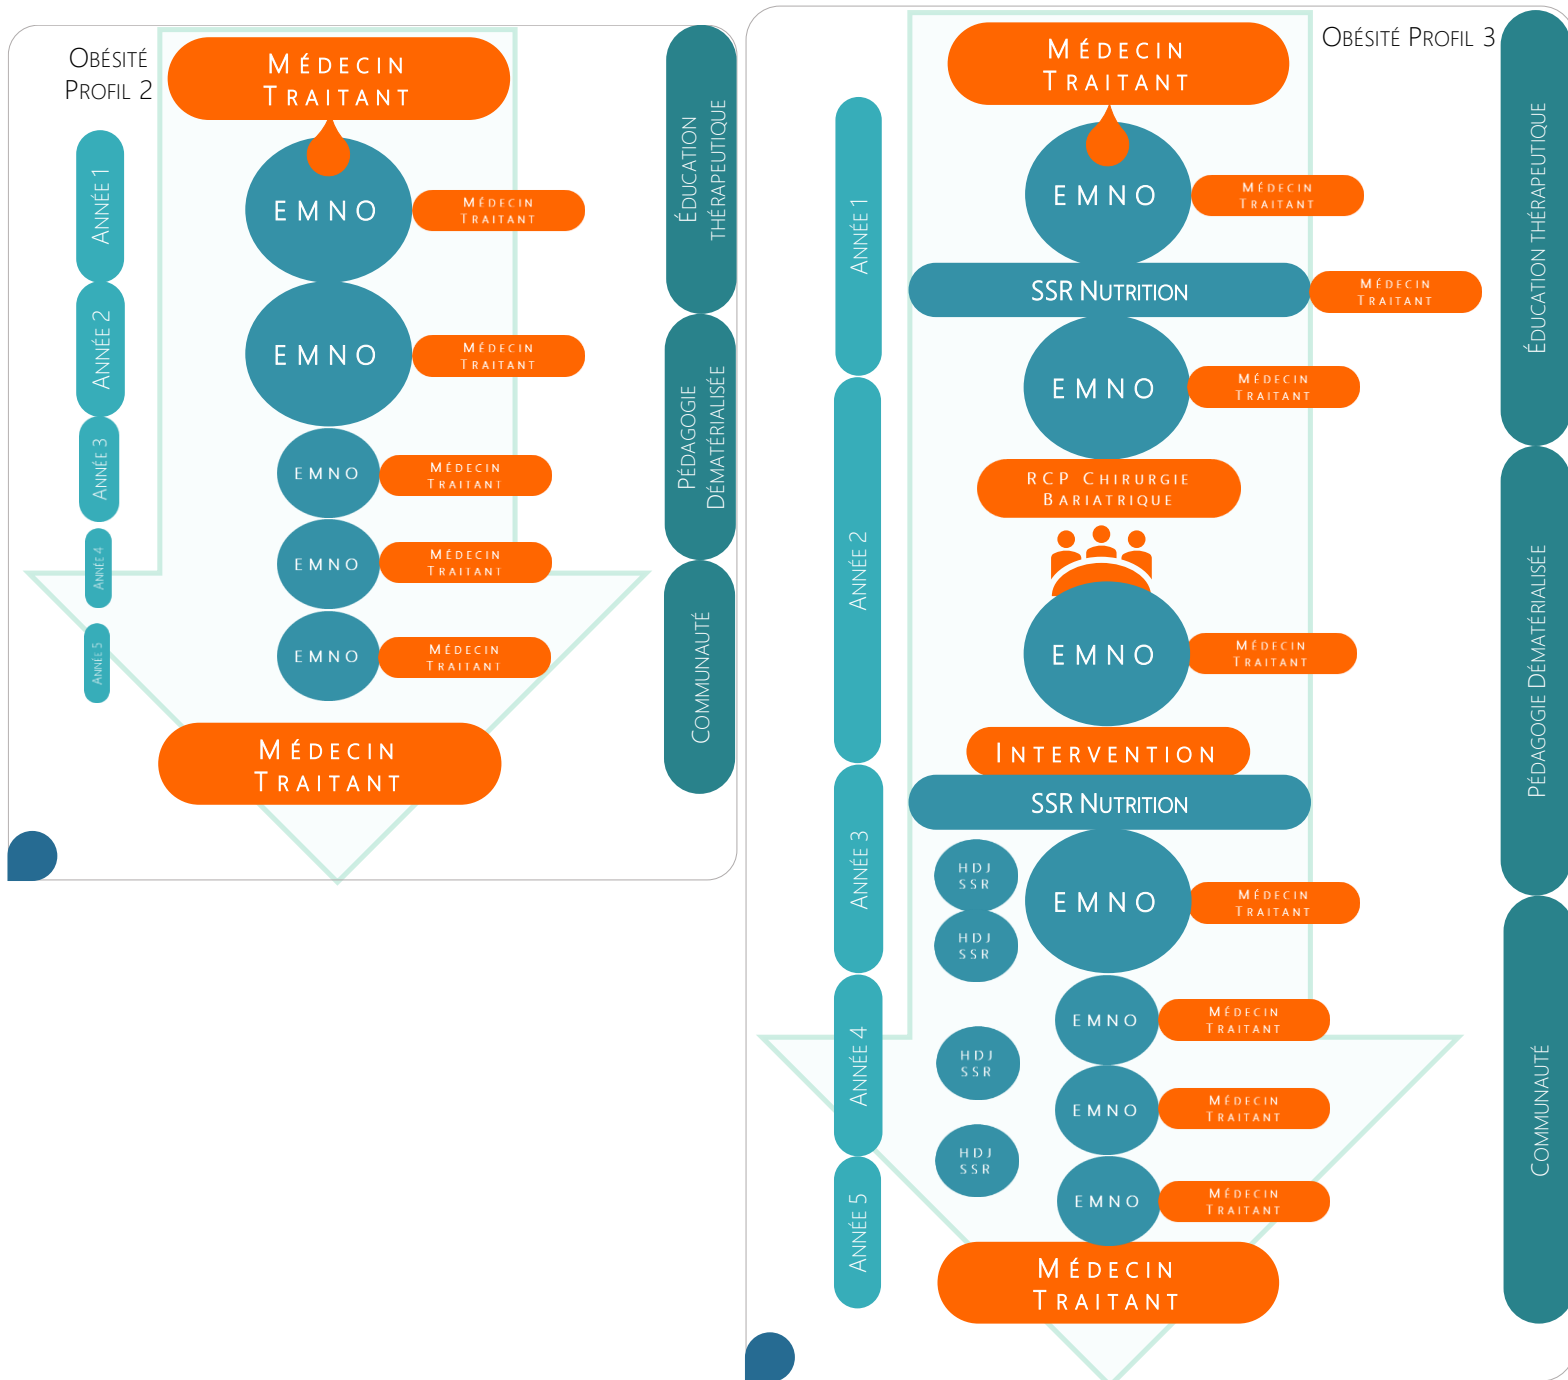 Obésité
Profil 2
Médecin
Traitant
Année 1
Année 2
Année 3
Année 4
Année 5
EMNO
Médecin
Traitant
EMNO
Médecin
Traitant
EMNO
Médecin
Traitant
EMNO
Médecin
Traitant
EMNO
Médecin
Traitant
Médecin
Traitant
Éducation
thérapeutique
Pédagogie
Dématérialisée
Communauté
Obésité Profil 3
Médecin
Traitant
Année 1
Année 2
Année 3
Année 4
Année 5
EMNO
Médecin
Traitant
SSR Nutrition
Médecin
Traitant
EMNO
Médecin
Traitant
RCP Chirurgie
Bariatrique
EMNO
Médecin
Traitant
Intervention
SSR Nutrition
HDJ
SSR
EMNO
Médecin
Traitant
HDJ
SSR
EMNO
Médecin
Traitant
HDJ
SSR
EMNO
Médecin
Traitant
HDJ
SSR
EMNO
Médecin
Traitant
Médecin
Traitant
Éducation thérapeutique
Pédagogie Dématérialisée
Communauté